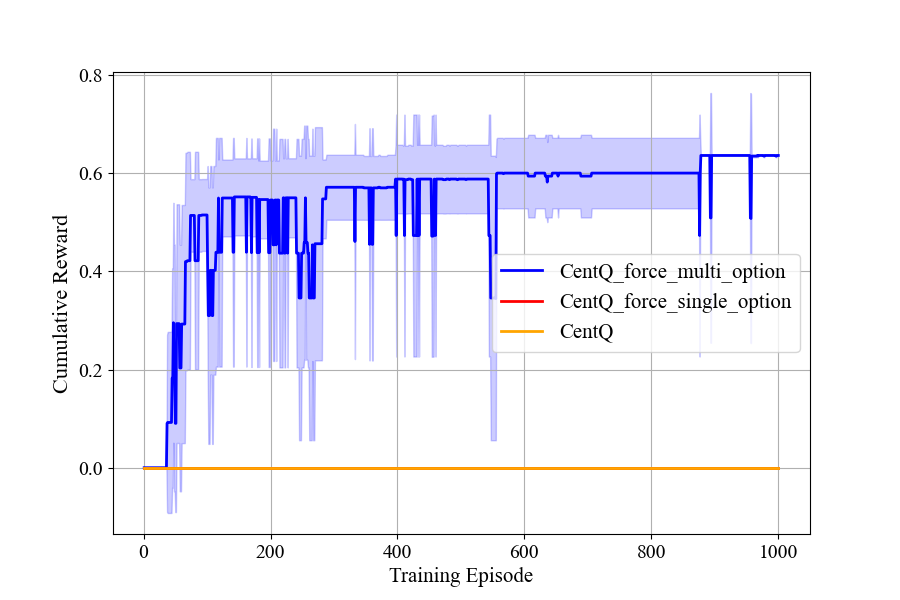 0.8
0.6
0.4
0.2
0.0
Cumulative Reward
CentQ_force_multi_option
CentQ_force_single_option
CentQ
0 200 400 600 800 1000
Training Episode